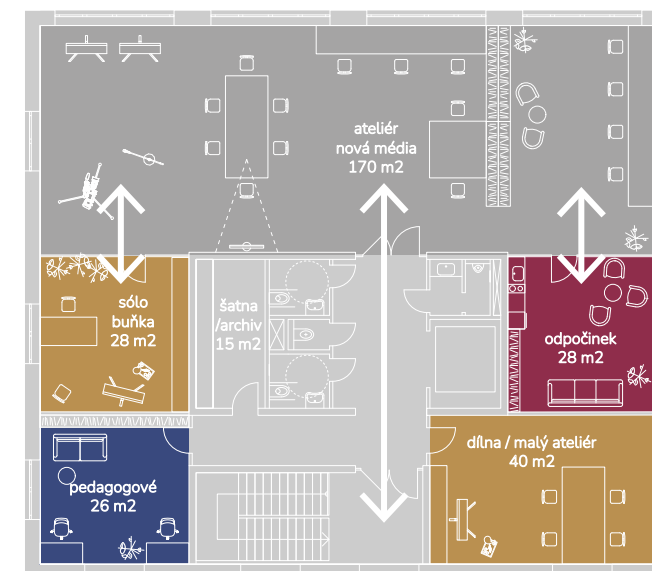 ateliér
nová média
170 m2
sólo
buňka
28 m2
šatna
/archiv
15 m2
odpočinek
28 m2
dílna / malý ateliér
40 m2
pedagogové
26 m2